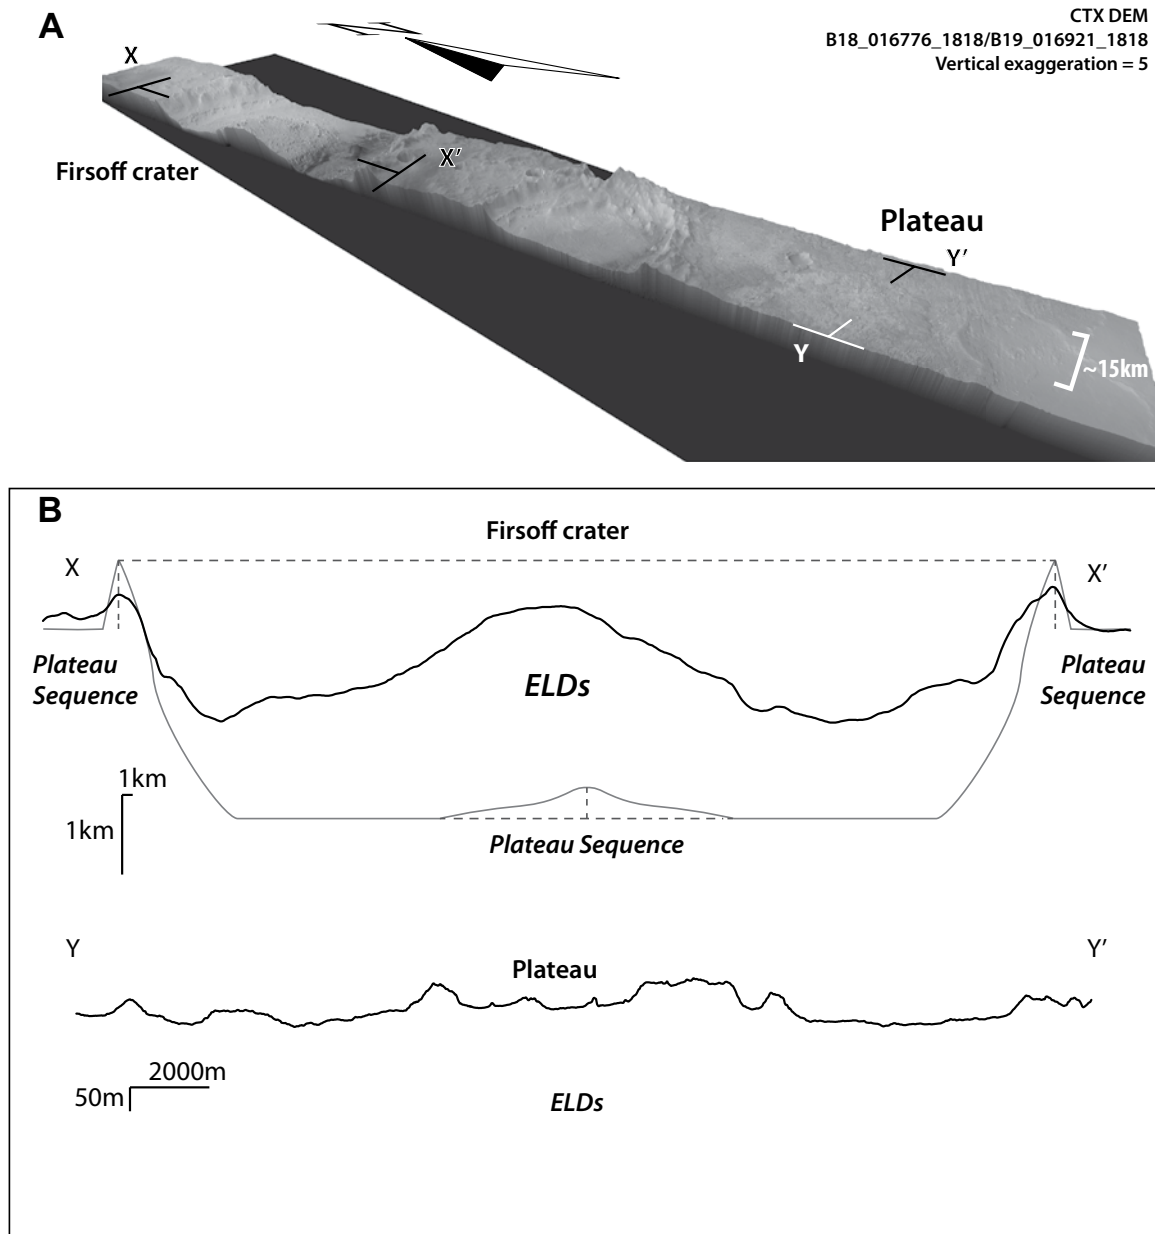 A
CTX DEM
B18_016776_1818/B19_016921_1818
Vertical exaggeration = 5
X
Firsoff crater
X'
Plateau
Y'
Y
~15km
B
Firsoff crater
X
X'
Plateau
Sequence
ELDs
Plateau
Sequence
1km
1km
Plateau Sequence
Y
Y'
Plateau
2000m
50m
ELDs